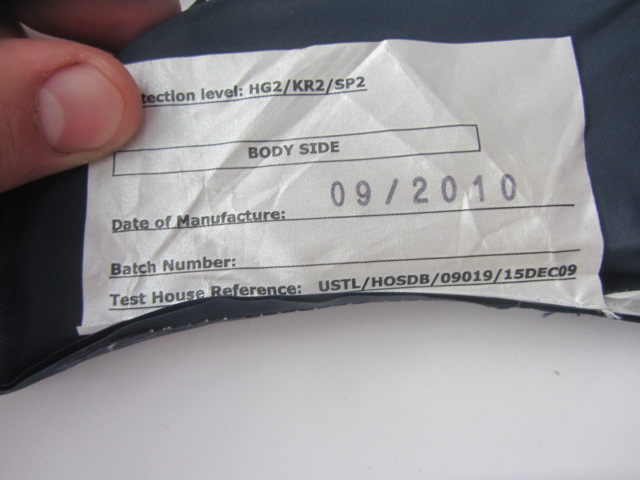 tection level: HG2/KR2/SP2
BODY SIDE
Date of Manufacture: 09/2010
Batch Number:
Test House Reference: USTL/HOSDB/09019/15DEC09